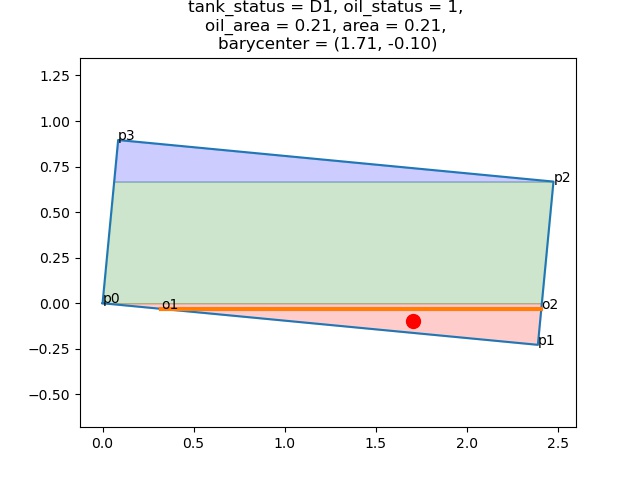 tank_status = D1, oil_status = 1,
oil_area = 0.21, area = 0.21,
barycenter = (1.71, -0.10)
1.25
1.00
0.75
0.50
0.25
0.00
−0.25
−0.50
p3
p2
p0
o1
o2
p1
0.0
0.5
1.0
1.5
2.0
2.5